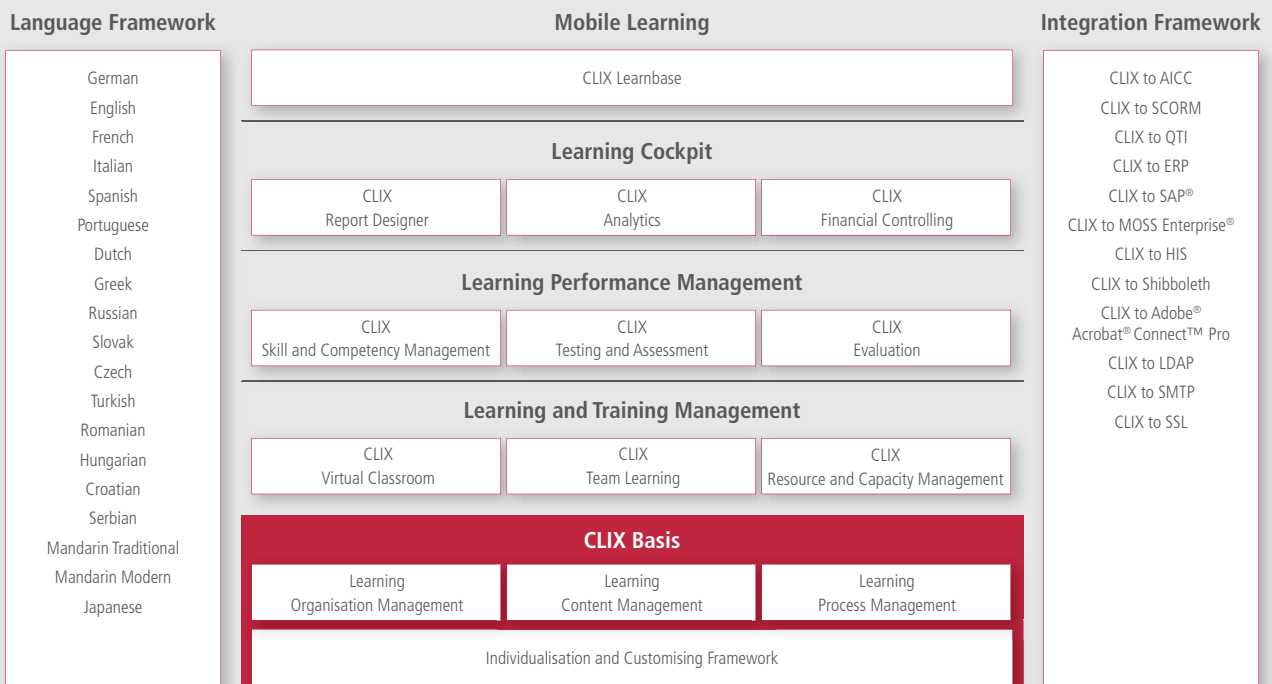 Language Framework
German
English
French
Italian
Spanish
Portuguese
Dutch
Greek
Russian
Slovak
Czech
Turkish
Romanian
Hungarian
Croatian
Serbian
Mandarin Traditional
Mandarin Modern
Japanese
Mobile Learning
CLIX Learnbase
Learning Cockpit
CLIX
Report Designer
CLIX
Analytics
CLIX
Financial Controlling
Learning Performance Management
CLIX
Skill and Competency Management
CLIX
Testing and Assessment
CLIX
Evaluation
Learning and Training Management
CLIX
Virtual Classroom
CLIX
Team Learning
CLIX
Resource and Capacity Management
CLIX Basis
Learning
Organisation Management
Learning
Content Management
Learning
Process Management
Individualisation and Customising Framework
Integration Framework
CLIX to AICC
CLIX to SCORM
CLIX to QTI
CLIX to ERP
CLIX to SAP®
CLIX to MOSS Enterprise®
CLIX to HIS
CLIX to Shibboleth
CLIX to Adobe®
Acrobat® Connect™ Pro
CLIX to LDAP
CLIX to SMTP
CLIX to SSL